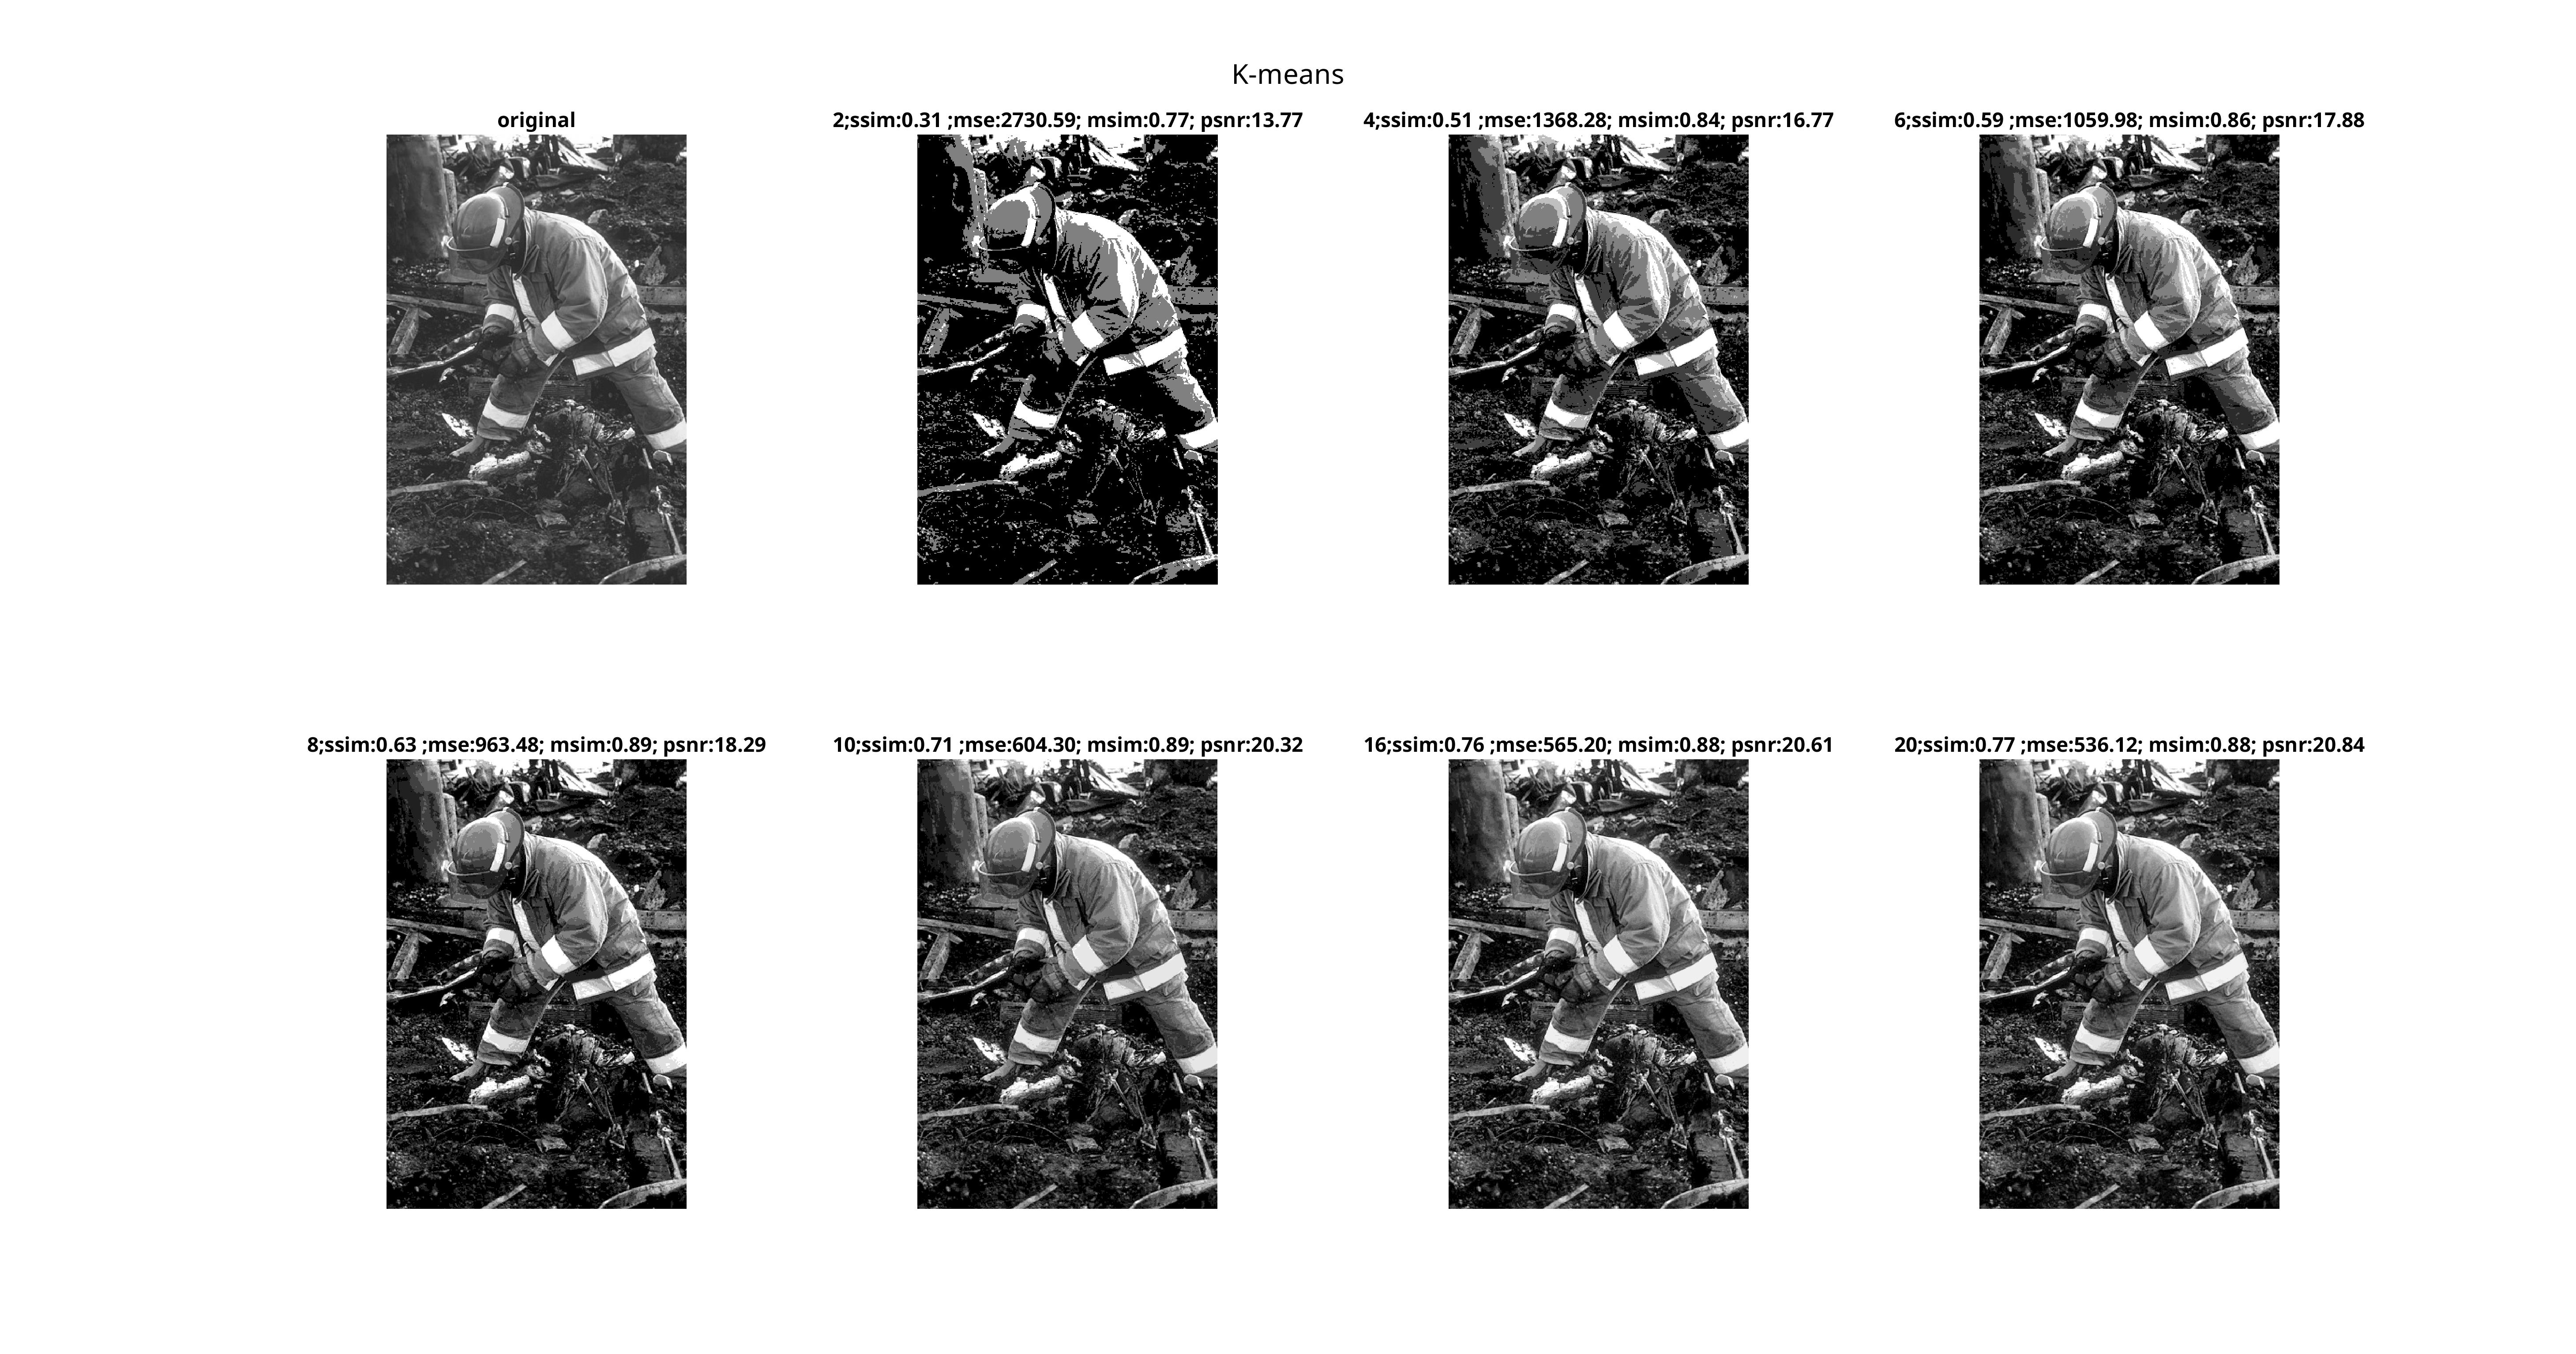 K-means
original
2;ssim:0.31 ;mse:2730.59; msim:0.77; psnr:13.77
4;ssim:0.51 ;mse:1368.28; msim:0.84; psnr:16.77
6;ssim:0.59 ;mse:1059.98; msim:0.86; psnr:17.88
8;ssim:0.63 ;mse:963.48; msim:0.89; psnr:18.29
10;ssim:0.71 ;mse:604.30; msim:0.89; psnr:20.32
16;ssim:0.76 ;mse:565.20; msim:0.88; psnr:20.61
20;ssim:0.77 ;mse:536.12; msim:0.88; psnr:20.84